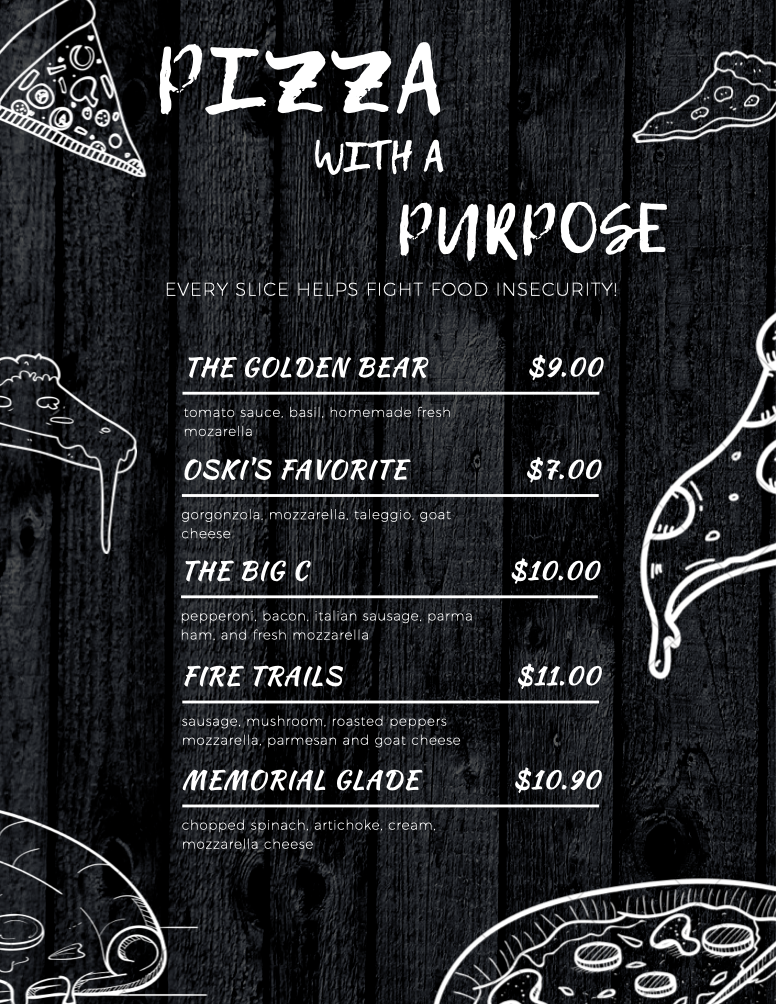 PIZZA
WITH A
PURPOSE
EVERY SLICE HELPS FIGHT FOOD INSECURITY!
THE GOLDEN BEAR $9.00
tomato sauce, basil, homemade fresh
mozarella
OSKI'S FAVORITE $7.00
gorgonzola, mozzarella, taleggio, goat
cheese
THE BIG C $10.00
pepperoni, bacon, italian sausage, parma
ham, and fresh mozzarella
FIRE TRAILS $11.00
sausage, mushroom, roasted peppers
mozzarella, parmesan and goat cheese
MEMORIAL GLADE $10.90
chopped spinach, artichoke, cream,
mozzarella cheese